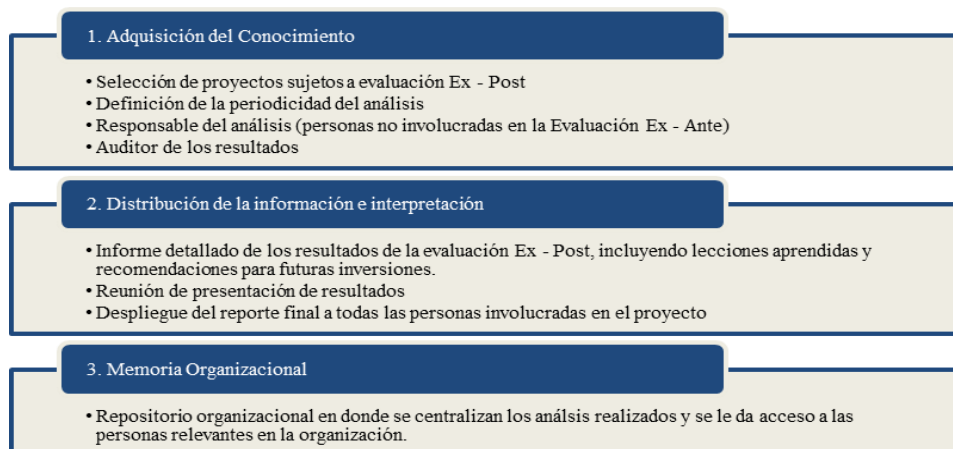 1. Adquisición del Conocimiento
• Selección de proyectos sujetos a evaluación Ex - Post
• Definición de la periodicidad del análisis
• Responsable del análisis (personas no involucradas en la Evaluación Ex - Ante)
• Auditor de los resultados
2. Distribución de la información e interpretación
• Informe detallado de los resultados de la evaluación Ex - Post, incluyendo lecciones aprendidas y
recomendaciones para futuras inversiones.
• Reunión de presentación de resultados
• Despliegue del reporte final a todas las personas involucradas en el proyecto
3. Memoria Organizacional
• Repositorio organizacional en donde se centralizan los análsis realizados y se le da acceso a las
personas relevantes en la organización.